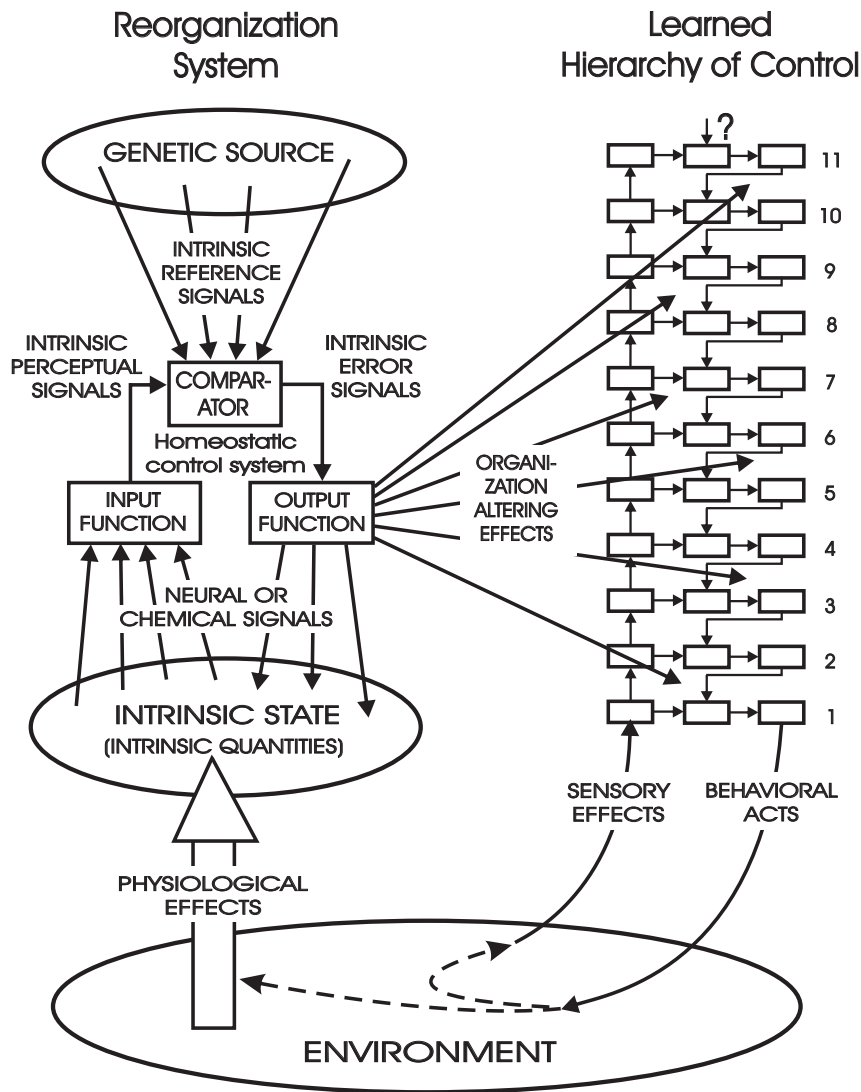 Reorganization
System
Learned
Hierarchy of Control
GENETIC SOURCE
INTRINSIC
REFERENCE
SIGNALS
INTRINSIC
PERCEPTUAL
SIGNALS
INTRINSIC
ERROR
SIGNALS
COMPAR-
ATOR
Homeostatic
control system
INPUT
FUNCTION
OUTPUT
FUNCTION
NEURAL OR
CHEMICAL SIGNALS
INTRINSIC STATE
(INTRINSIC QUANTITIES)
PHYSIOLOGICAL
EFFECTS
ORGANI-
ZATION
ALTERING
EFFECTS
?
11
10
9
8
7
6
5
4
3
2
1
SENSORY
EFFECTS
BEHAVIORAL
ACTS
ENVIRONMENT